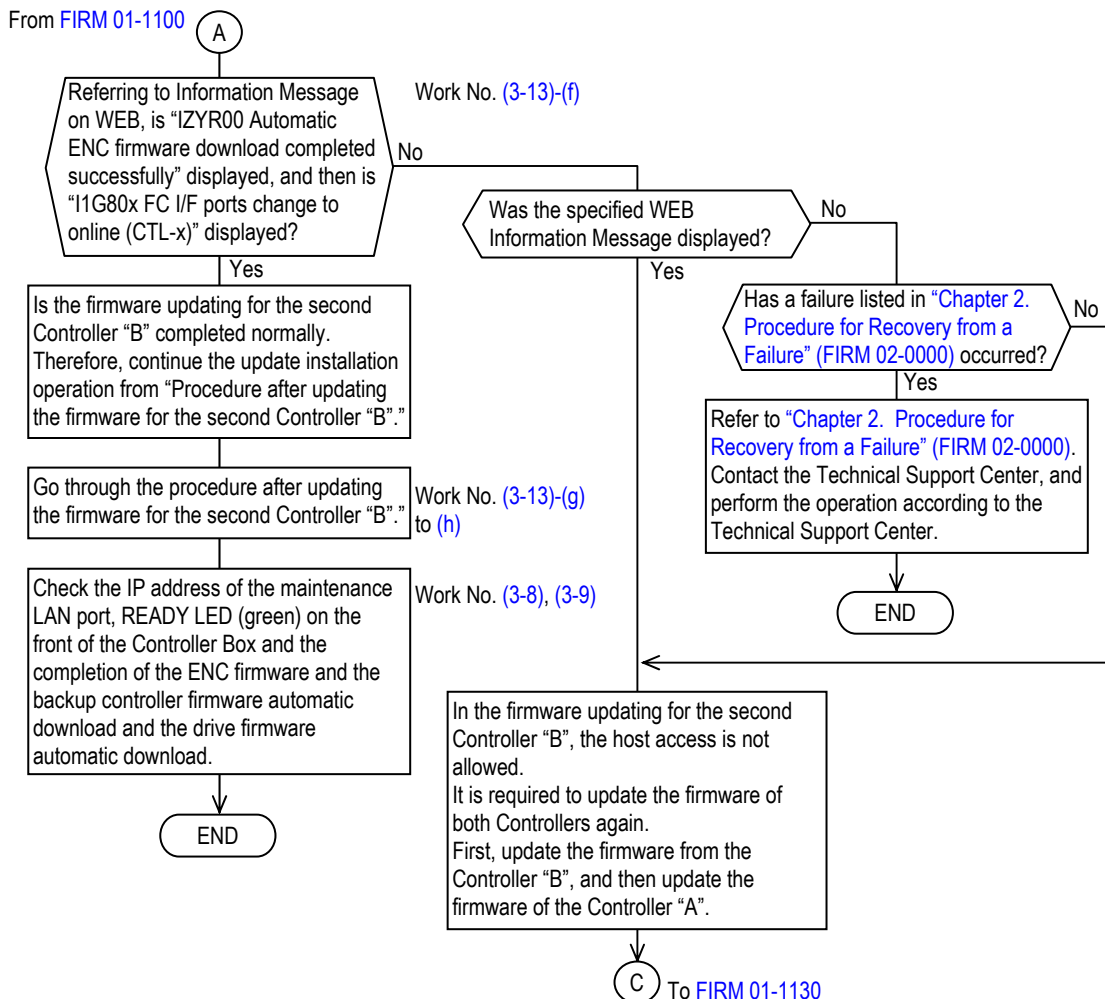 From FIRM 01-1100
A
Referring to Information Message
on WEB, is “IZYR00 Automatic
ENC firmware download completed
successfully” displayed, and then is
“I1G80x FC I/F ports change to
online (CTL-x)” displayed?
Work No. (3-13)-(f)
No
Yes
Was the specified WEB
Information Message displayed?
No
Yes
Has a failure listed in “Chapter 2.
Procedure for Recovery from a
Failure” (FIRM 02-0000) occurred?
No
Yes
Is the firmware updating for the second
Controller “B” completed normally.
Therefore, continue the update installation
operation from “Procedure after updating
the firmware for the second Controller “B”.”
Refer to “Chapter 2.  Procedure for
Recovery from a Failure” (FIRM 02-0000).
Contact the Technical Support Center, and
perform the operation according to the
Technical Support Center.
END
Go through the procedure after updating
the firmware for the second Controller “B”.”
Work No. (3-13)-(g)
to (h)
Check the IP address of the maintenance
LAN port, READY LED (green) on the
front of the Controller Box and the
completion of the ENC firmware and the
backup controller firmware automatic
download and the drive firmware
automatic download.
Work No. (3-8), (3-9)
END
In the firmware updating for the second
Controller “B”, the host access is not
allowed.
It is required to update the firmware of
both Controllers again.
First, update the firmware from the
Controller “B”, and then update the
firmware of the Controller “A”.
C
To FIRM 01-1130